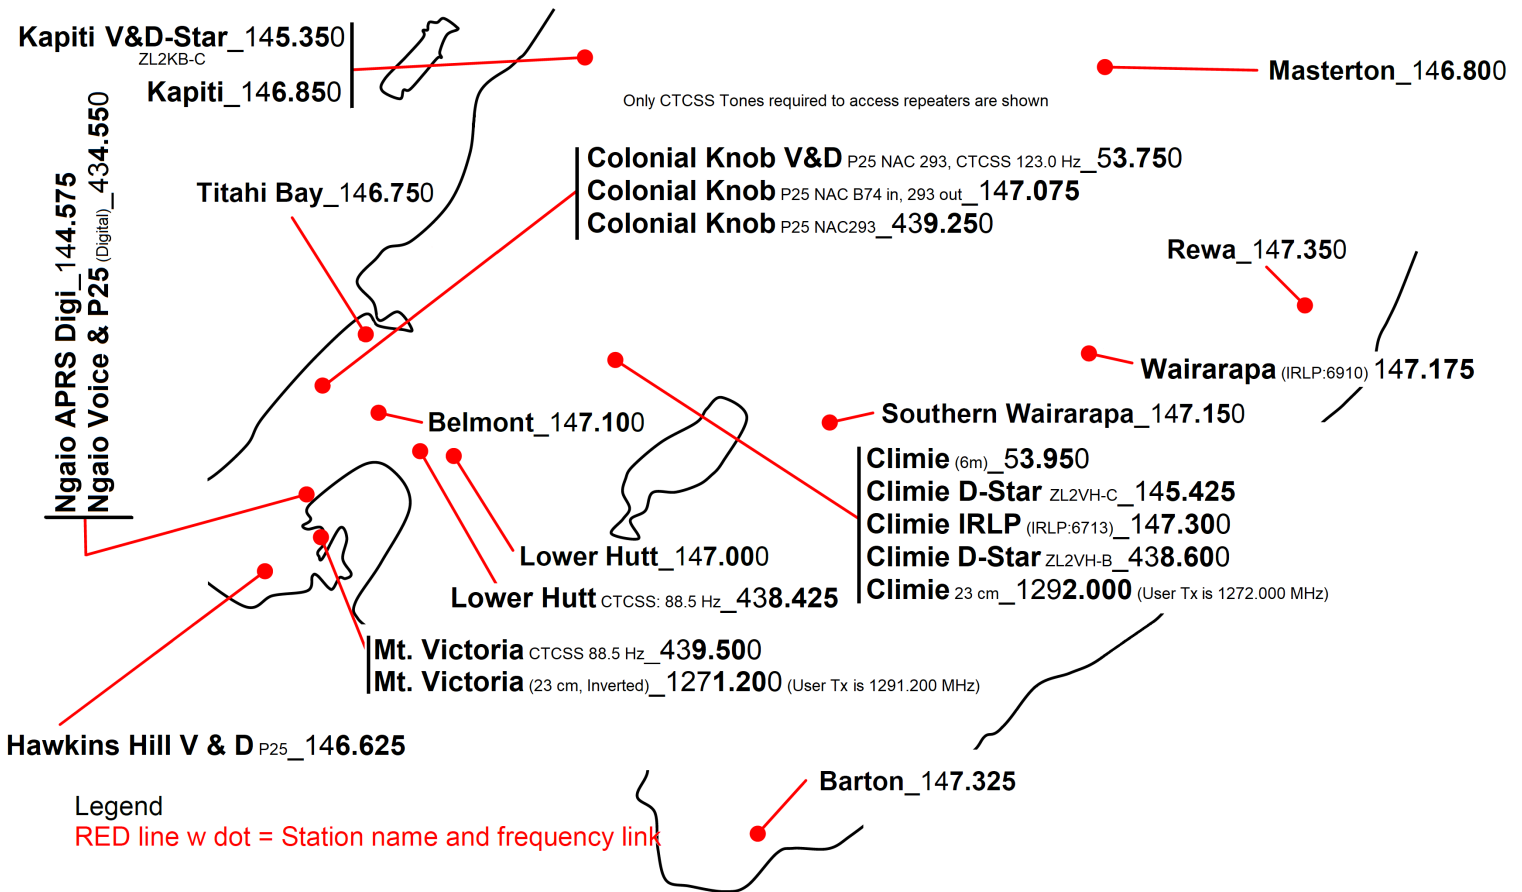 Kapiti V&D-Star_145.350
ZL2KB-C
Kapiti_146.850
Masterton_146.800
Only CTCSS Tones required to access repeaters are shown
Ngaio APRS Digi_144.575
Ngaio Voice & P25 (Digital)_434.550
Titahi Bay_146.750
Colonial Knob V&D P25 NAC 293, CTCSS 123.0 Hz_53.750
Colonial Knob P25 NAC B74 in, 293 out_147.075
Colonial Knob P25 NAC293_439.250
Rewa_147.350
Wairarapa (IRLP:6910) 147.175
Southern Wairarapa_147.150
Belmont_147.100
Climie (6m)_53.950
Climie D-Star ZL2VH-C_145.425
Climie IRLP (IRLP:6713)_147.300
Climie D-Star ZL2VH-B_438.600
Climie 23 cm_1292.000 (User Tx is 1272.000 MHz)
Lower Hutt_147.000
Lower Hutt CTCSS: 88.5 Hz_438.425
Mt. Victoria CTCSS 88.5 Hz_439.500
Mt. Victoria (23 cm, Inverted)_1271.200 (User Tx is 1291.200 MHz)
Hawkins Hill V & D P25_146.625
Barton_147.325
Legend
RED line w dot = Station name and frequency link